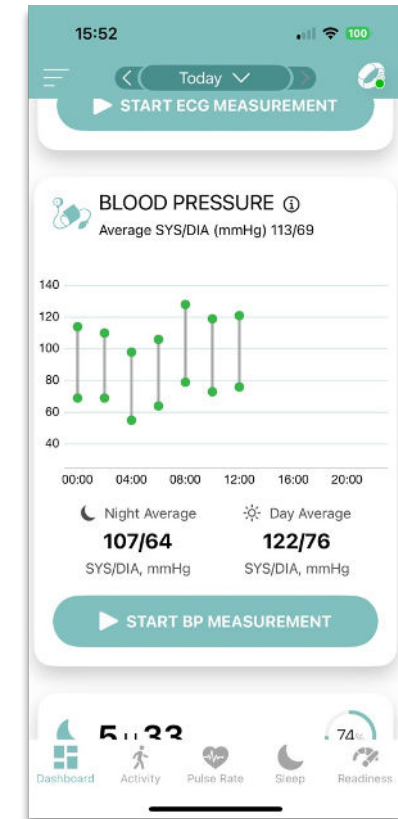 15:52
100
Today
START ECG MEASUREMENT
BLOOD PRESSURE
Average SYS/DIA (mmHg) 113/69
140
120
100
80
60
40
00:00 04:00 08:00 12:00 16:00 20:00
Night Average Day Average
107/64 122/76
SYS/DIA, mmHg SYS/DIA, mmHg
START BP MEASUREMENT
74%
Dashboard Activity Pulse Rate Sleep Readiness